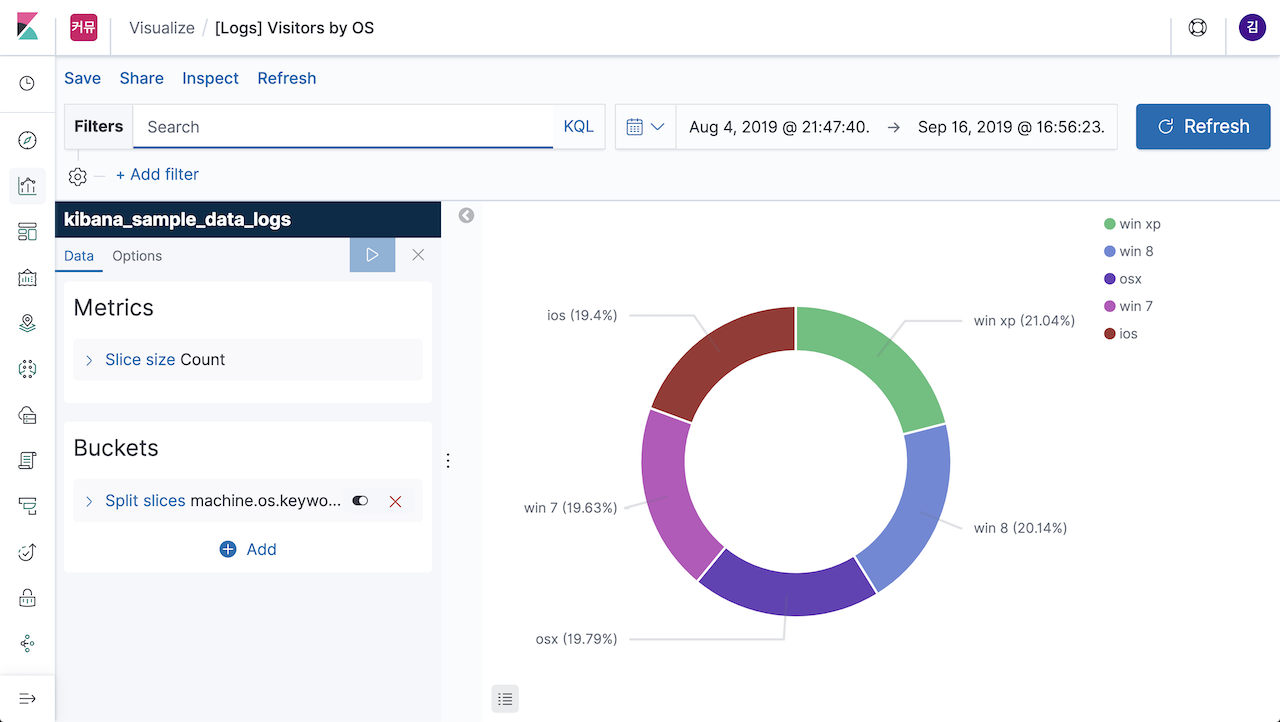 커뮤
Visualize / [Logs] Visitors by OS
김
Save Share Inspect Refresh
Filters Search KQL
Aug 4, 2019 @ 21:47:40. → Sep 16, 2019 @ 16:56:23.
Refresh
+ Add filter
kibana_sample_data_logs
Data Options
Metrics
Slice size Count
Buckets
Split slices machine.os.keywo...
Add
win xp
win 8
osx
win 7
ios
ios (19.4%)
win xp (21.04%)
win 7 (19.63%)
win 8 (20.14%)
osx (19.79%)